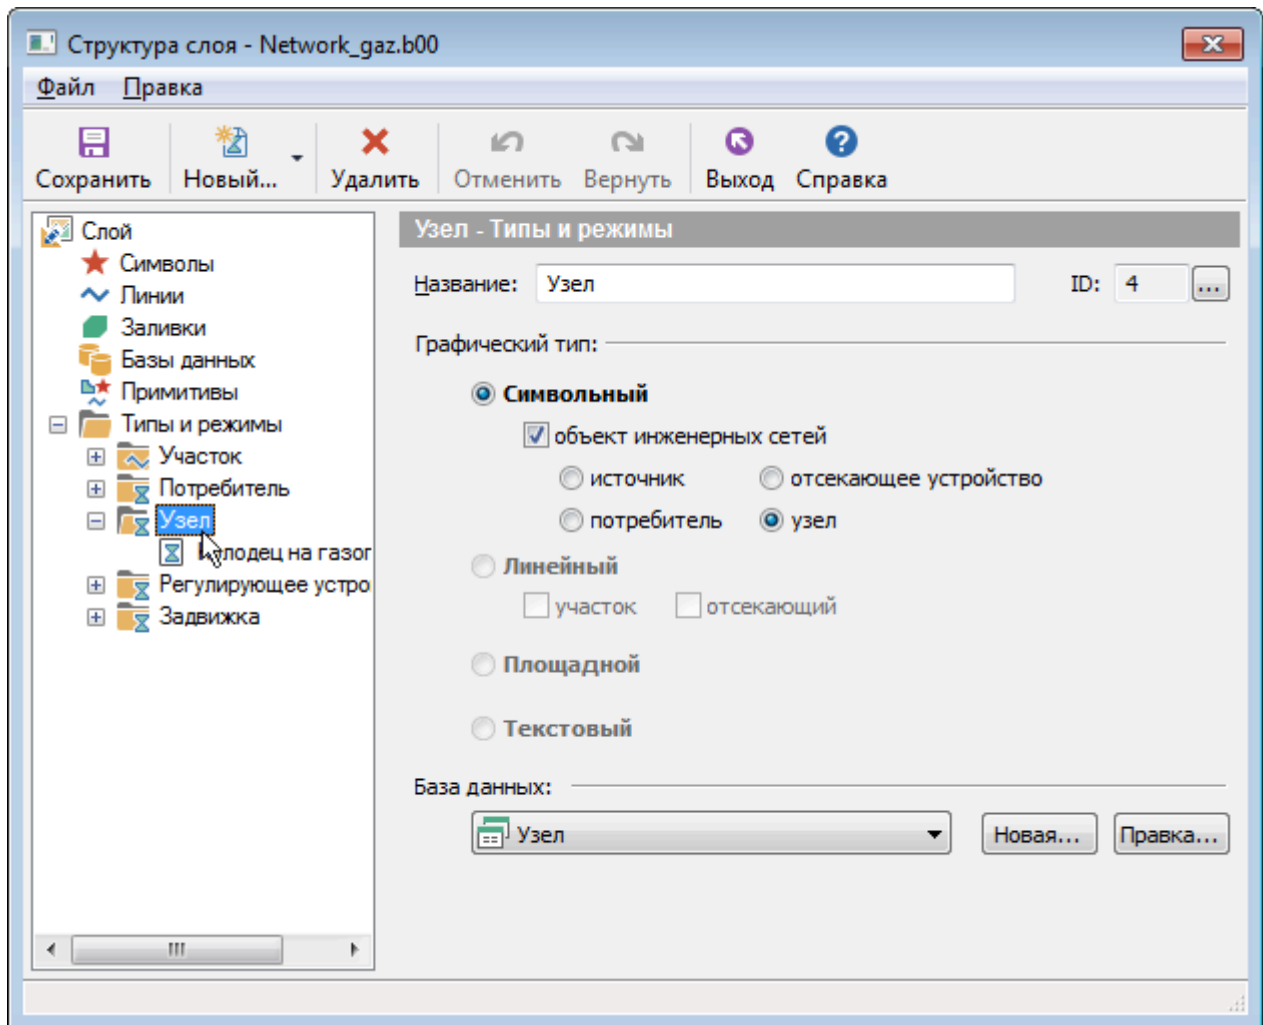 Структура слоя - Network_gaz.b00
Файл Правка
Сохранить Новый... Удалить Отменить Вернуть Выход Справка
Слой
Символы
Линии
Заливки
Базы данных
Примитивы
Типы и режимы
Участок
Потребитель
Узел
на газог
Регулирующее устро
Задвижка
Узел - Типы и режимы
Название: Узел ID: 4 ...
Графический тип:
Символьный
объект инженерных сетей
источник отсекающее устройство
потребитель узел
Линейный
участок отсекающий
Площадной
Текстовый
База данных:
Узел Новая... Правка...